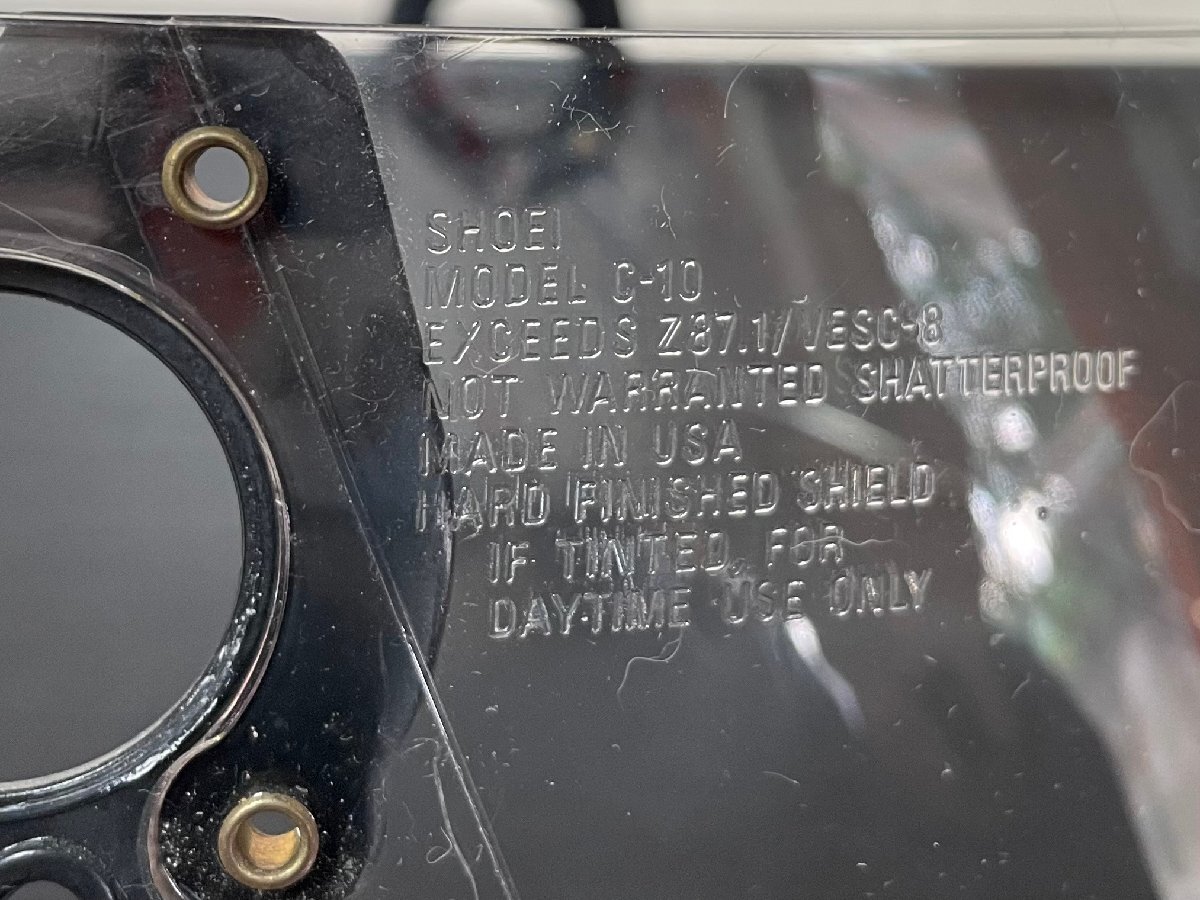 SHOEI
MODEL C-10
EXCEEDS Z87.1/VESC-8
NOT WARRANTED SHATTERPROOF
MADE IN USA
HARD FINISHED SHIELD
IF TINTED, FOR
DAYTIME USE ONLY